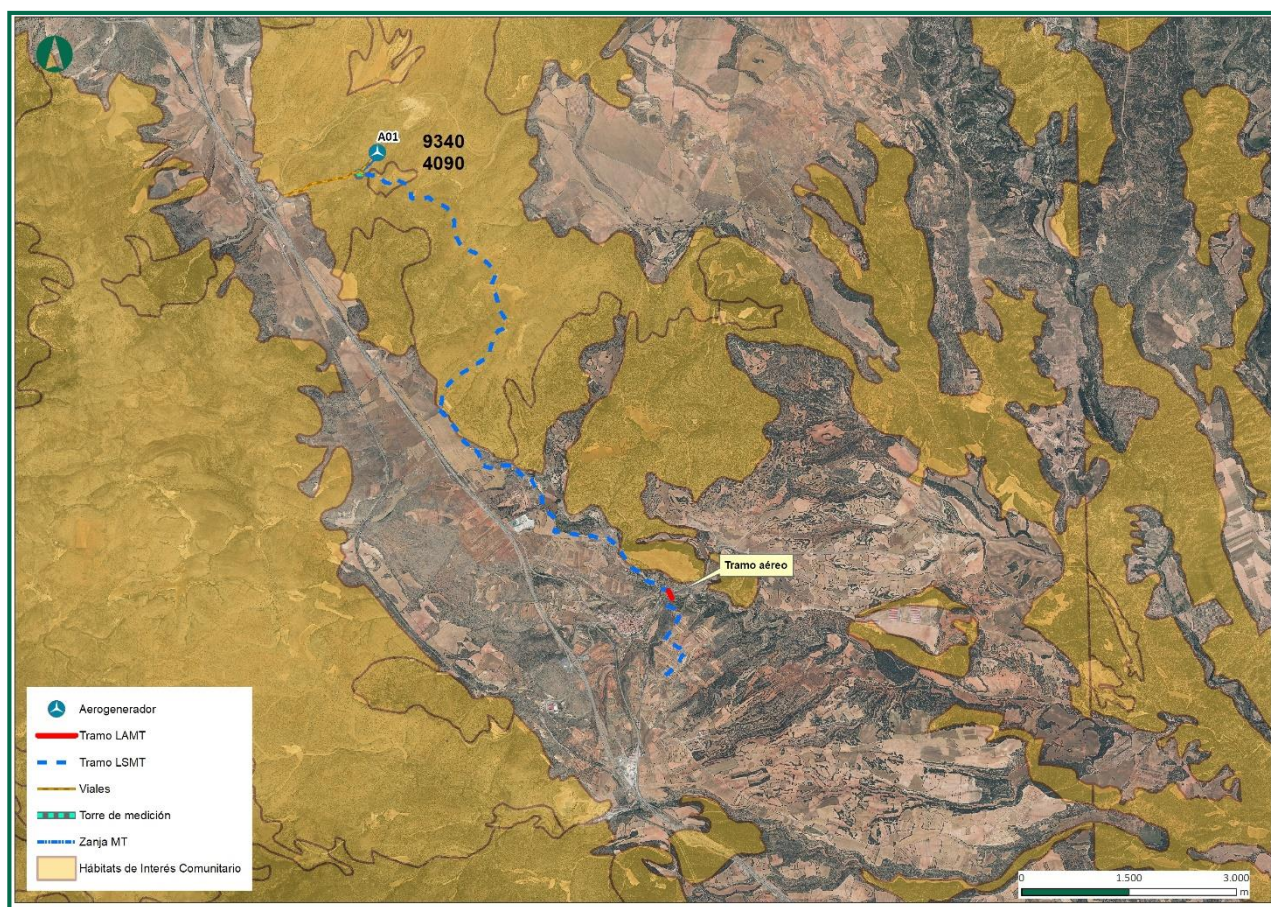 A01
9340
4090
Tramo aéreo
Aerogenerador
Tramo LAMT
Tramo LSMT
Viales
Torre de medición
Zanja MT
Hábitats de Interés Comunitario
0 1.500 3.000
m